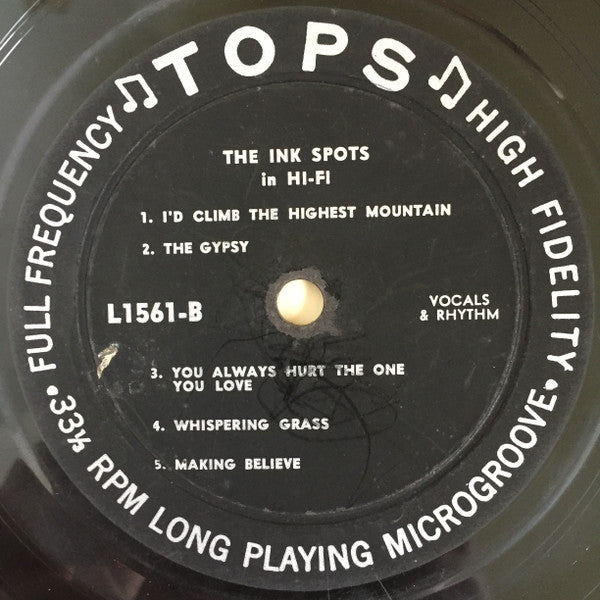 TOPS
FULL FREQUENCY
HIGH FIDELITY
THE INK SPOTS
in HI-FI
1. I'D CLIMB THE HIGHEST MOUNTAIN
2. THE GYPSY
L1561-B
VOCALS
& RHYTHM
3. YOU ALWAYS HURT THE ONE
YOU LOVE
4. WHISPERING GRASS
5. MAKING BELIEVE
• 33⅓ RPM LONG PLAYING MICROGROOVE •